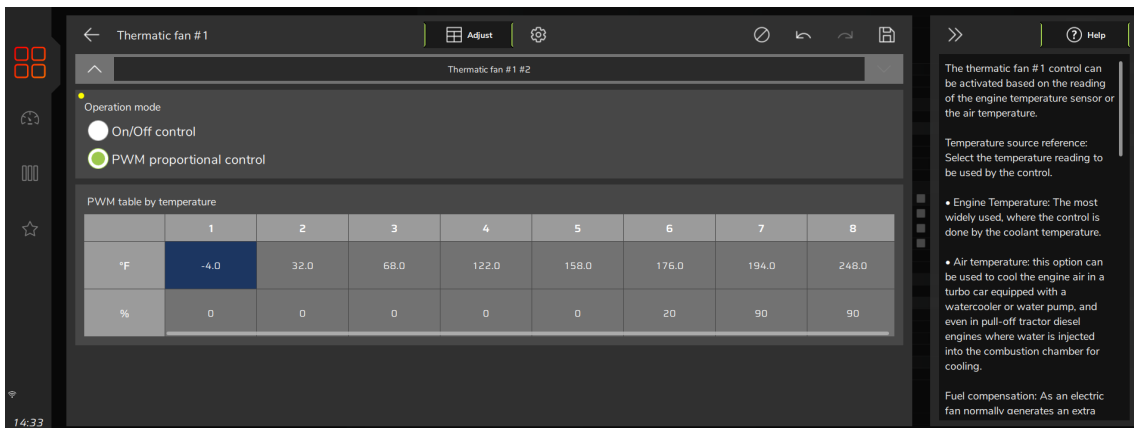 Thermatic fan #1
Adjust
Help
Thermatic fan #1 #2
Operation mode
On/Off control
PWM proportional control
PWM table by temperature
1 2 3 4 5 6 7 8
°F -4.0 32.0 68.0 122.0 158.0 176.0 194.0 248.0
% 0 0 0 0 0 20 90 90
14:33
The thermatic fan #1 control can
be activated based on the reading
of the engine temperature sensor or
the air temperature.
Temperature source reference:
Select the temperature reading to
be used by the control.
• Engine Temperature: The most
widely used, where the control is
done by the coolant temperature.
• Air temperature: this option can
be used to cool the engine air in a
turbo car equipped with a
watercooler or water pump, and
even in pull-off tractor diesel
engines where water is injected
into the combustion chamber for
cooling.
Fuel compensation: As an electric
fan normally generates an extra